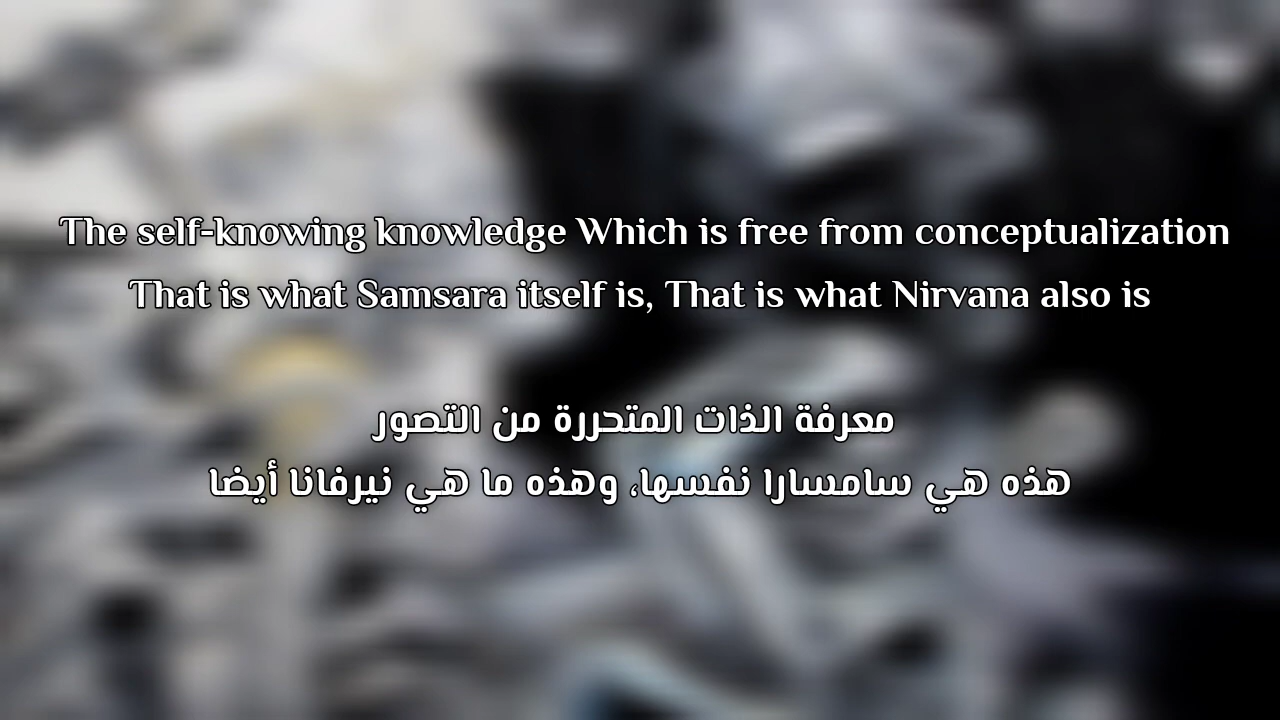 The self-knowing knowledge Which is free from conceptualization
That is what Samsara itself is, That is what Nirvana also is
معرفة الذات المتحررة من التصور
هذه هي سامسارا نفسها، وهذه ما هي نيرفانا أيضا